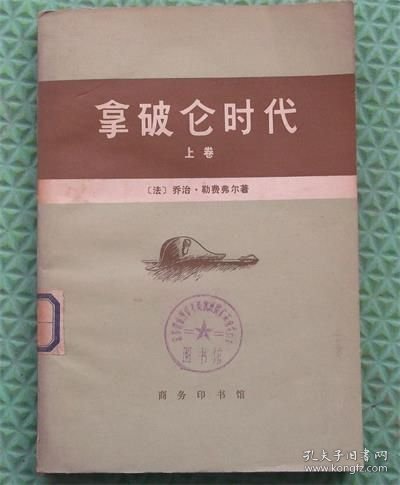 拿破仑时代
上卷
〔法〕乔治·勒费弗尔著
图书馆
商务印书馆
孔夫子旧书网
book.kongfz.com